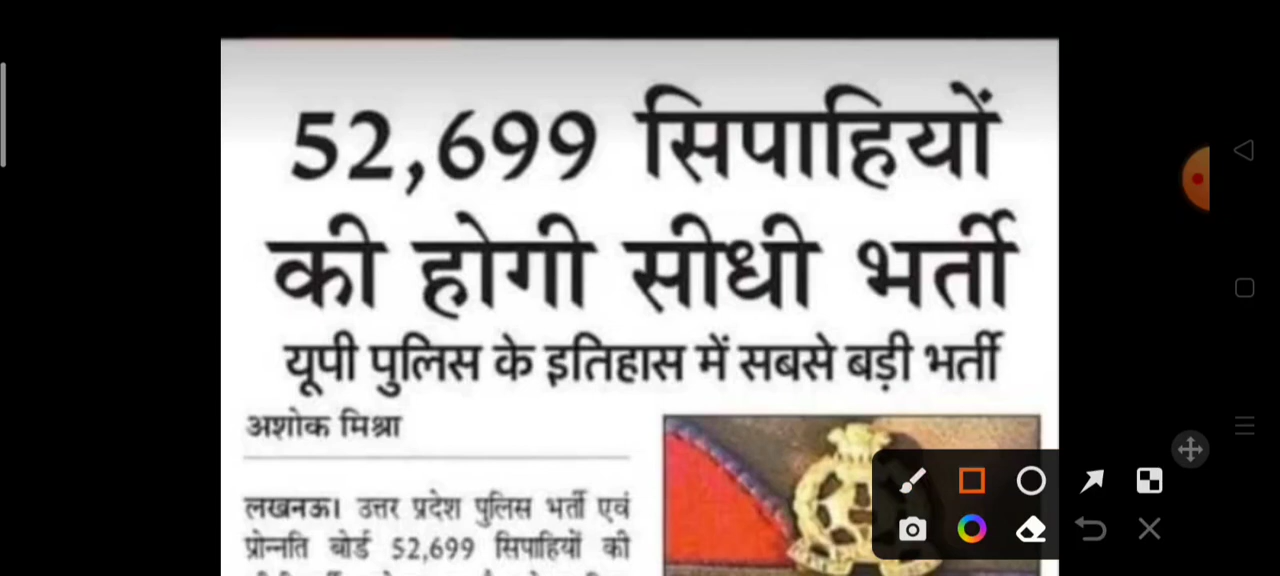 52,699 सिपाहियों
की होगी सीधी भर्ती
यूपी पुलिस के इतिहास में सबसे बड़ी भर्ती
अशोक मिश्रा
लखनऊ। उत्तर प्रदेश पुलिस भर्ती एवं
प्रोन्नति बोर्ड 52,699 सिपाहियों की